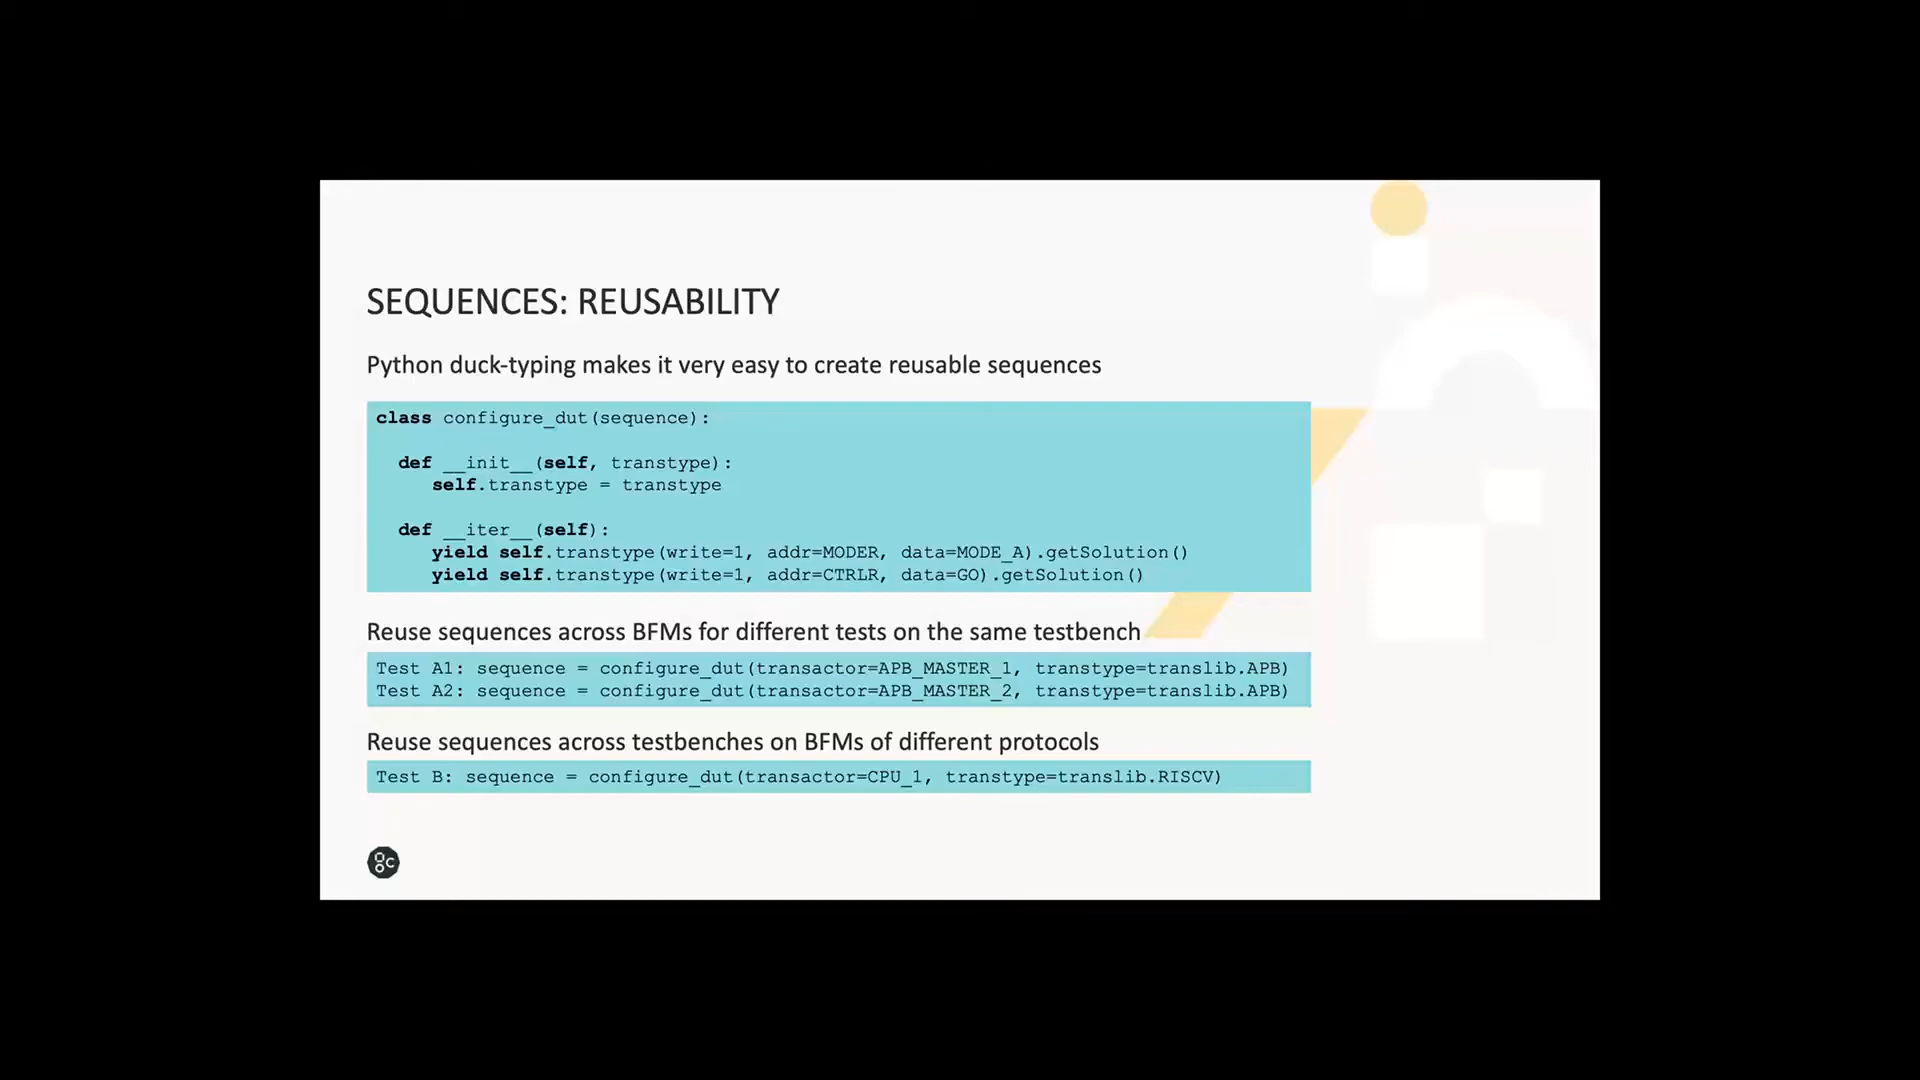 SEQUENCES: REUSABILITY
Python duck-typing makes it very easy to create reusable sequences
class configure_dut(sequence):
def __init__(self, transtype):
self.transtype = transtype
def __iter__(self):
yield self.transtype(write=1, addr=MODER, data=MODE_A).getSolution()
yield self.transtype(write=1, addr=CTRLR, data=GO).getSolution()
Reuse sequences across BFMs for different tests on the same testbench
Test A1: sequence = configure_dut(transactor=APB_MASTER_1, transtype=translib.APB)
Test A2: sequence = configure_dut(transactor=APB_MASTER_2, transtype=translib.APB)
Reuse sequences across testbenches on BFMs of different protocols
Test B: sequence = configure_dut(transactor=CPU_1, transtype=translib.RISCV)
gc